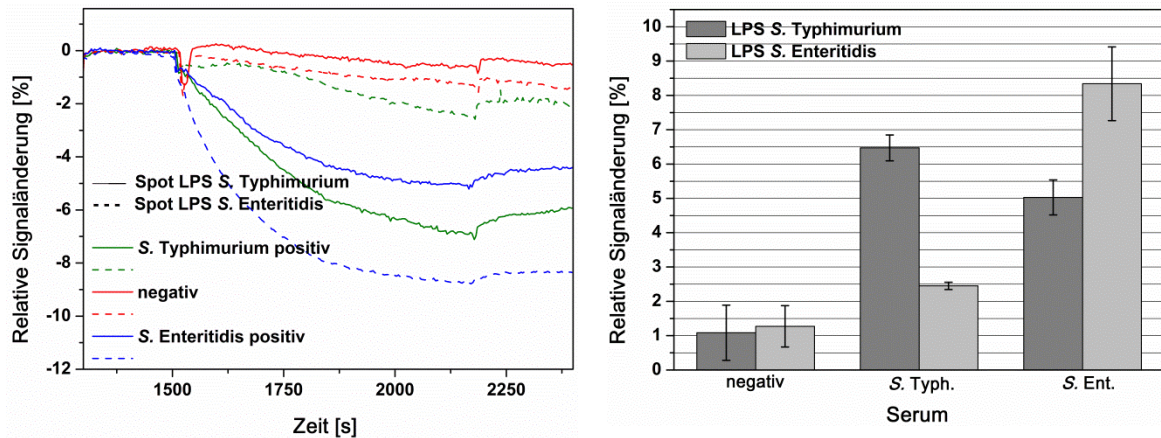 Relative Signaländerung [%]
0
-2
-4
-6
-8
-10
-12
Spot LPS S. Typhimurium
Spot LPS S. Enteritidis
S. Typhimurium positiv
negativ
S. Enteritidis positiv
1500 1750 2000 2250
Zeit [s]
Relative Signaländerung [%]
10
9
8
7
6
5
4
3
2
1
0
LPS S. Typhimurium
LPS S. Enteritidis
negativ S. Typh. S. Ent.
Serum